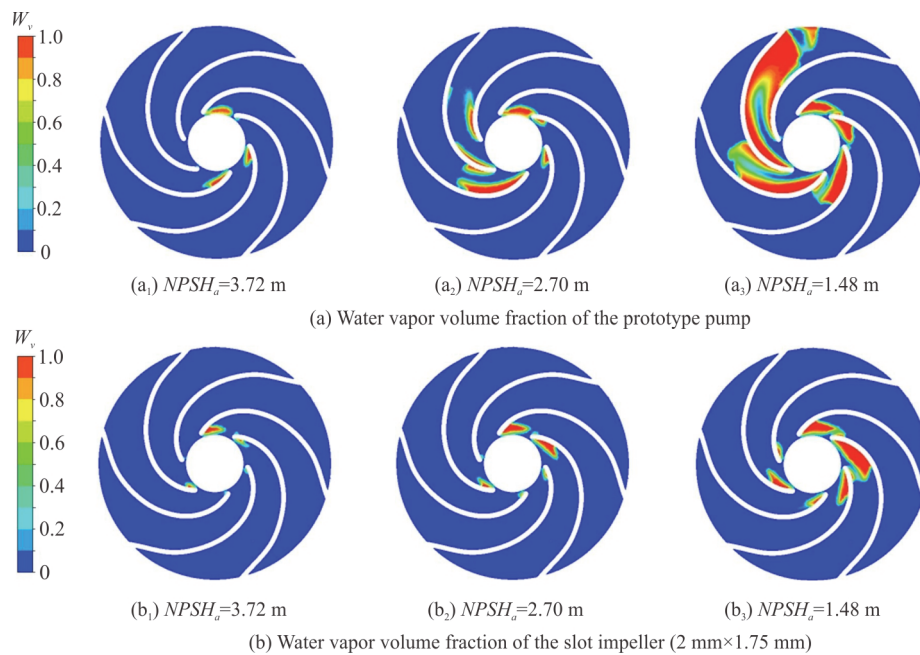 W_v
1.0
0.8
0.6
0.4
0.2
0
(a₁) NPSH_a=3.72 m
(a₂) NPSH_a=2.70 m
(a₃) NPSH_a=1.48 m
(a) Water vapor volume fraction of the prototype pump
W_v
1.0
0.8
0.6
0.4
0.2
0
(b₁) NPSH_a=3.72 m
(b₂) NPSH_a=2.70 m
(b₃) NPSH_a=1.48 m
(b) Water vapor volume fraction of the slot impeller (2 mm×1.75 mm)